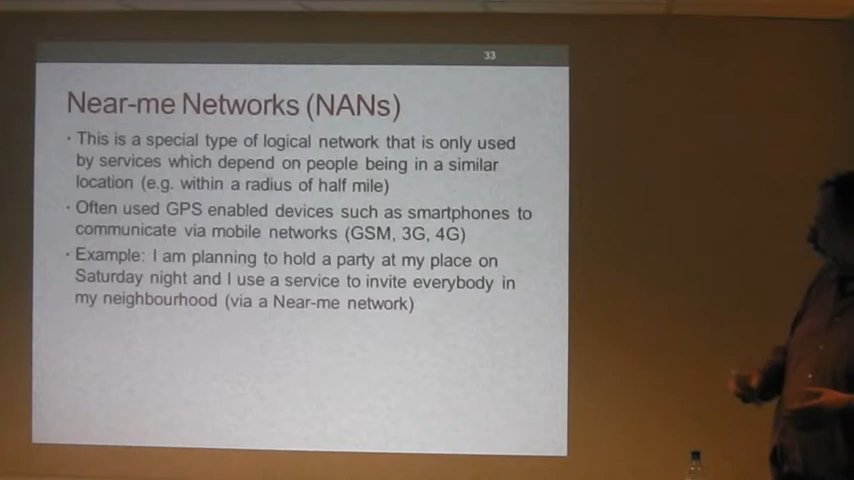 33
Near-me Networks (NANs)
• This is a special type of logical network that is only used
by services which depend on people being in a similar
location (e.g. within a radius of half mile)
• Often used GPS enabled devices such as smartphones to
communicate via mobile networks (GSM, 3G, 4G)
• Example: I am planning to hold a party at my place on
Saturday night and I use a service to invite everybody in
my neighbourhood (via a Near-me network)